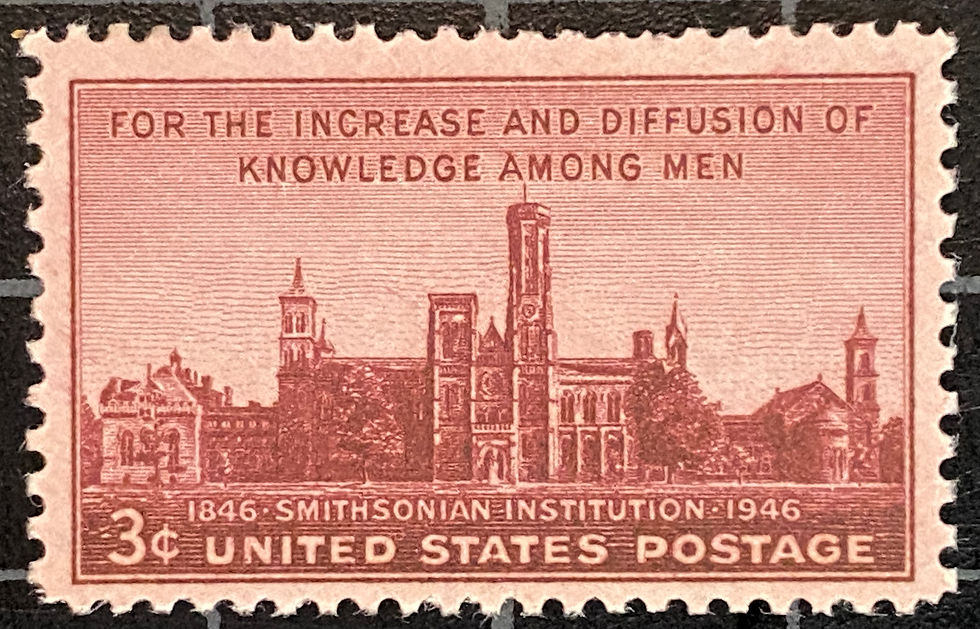 FOR THE INCREASE AND DIFFUSION OF
KNOWLEDGE AMONG MEN
1846·SMITHSONIAN INSTITUTION·1946
3¢ UNITED STATES POSTAGE